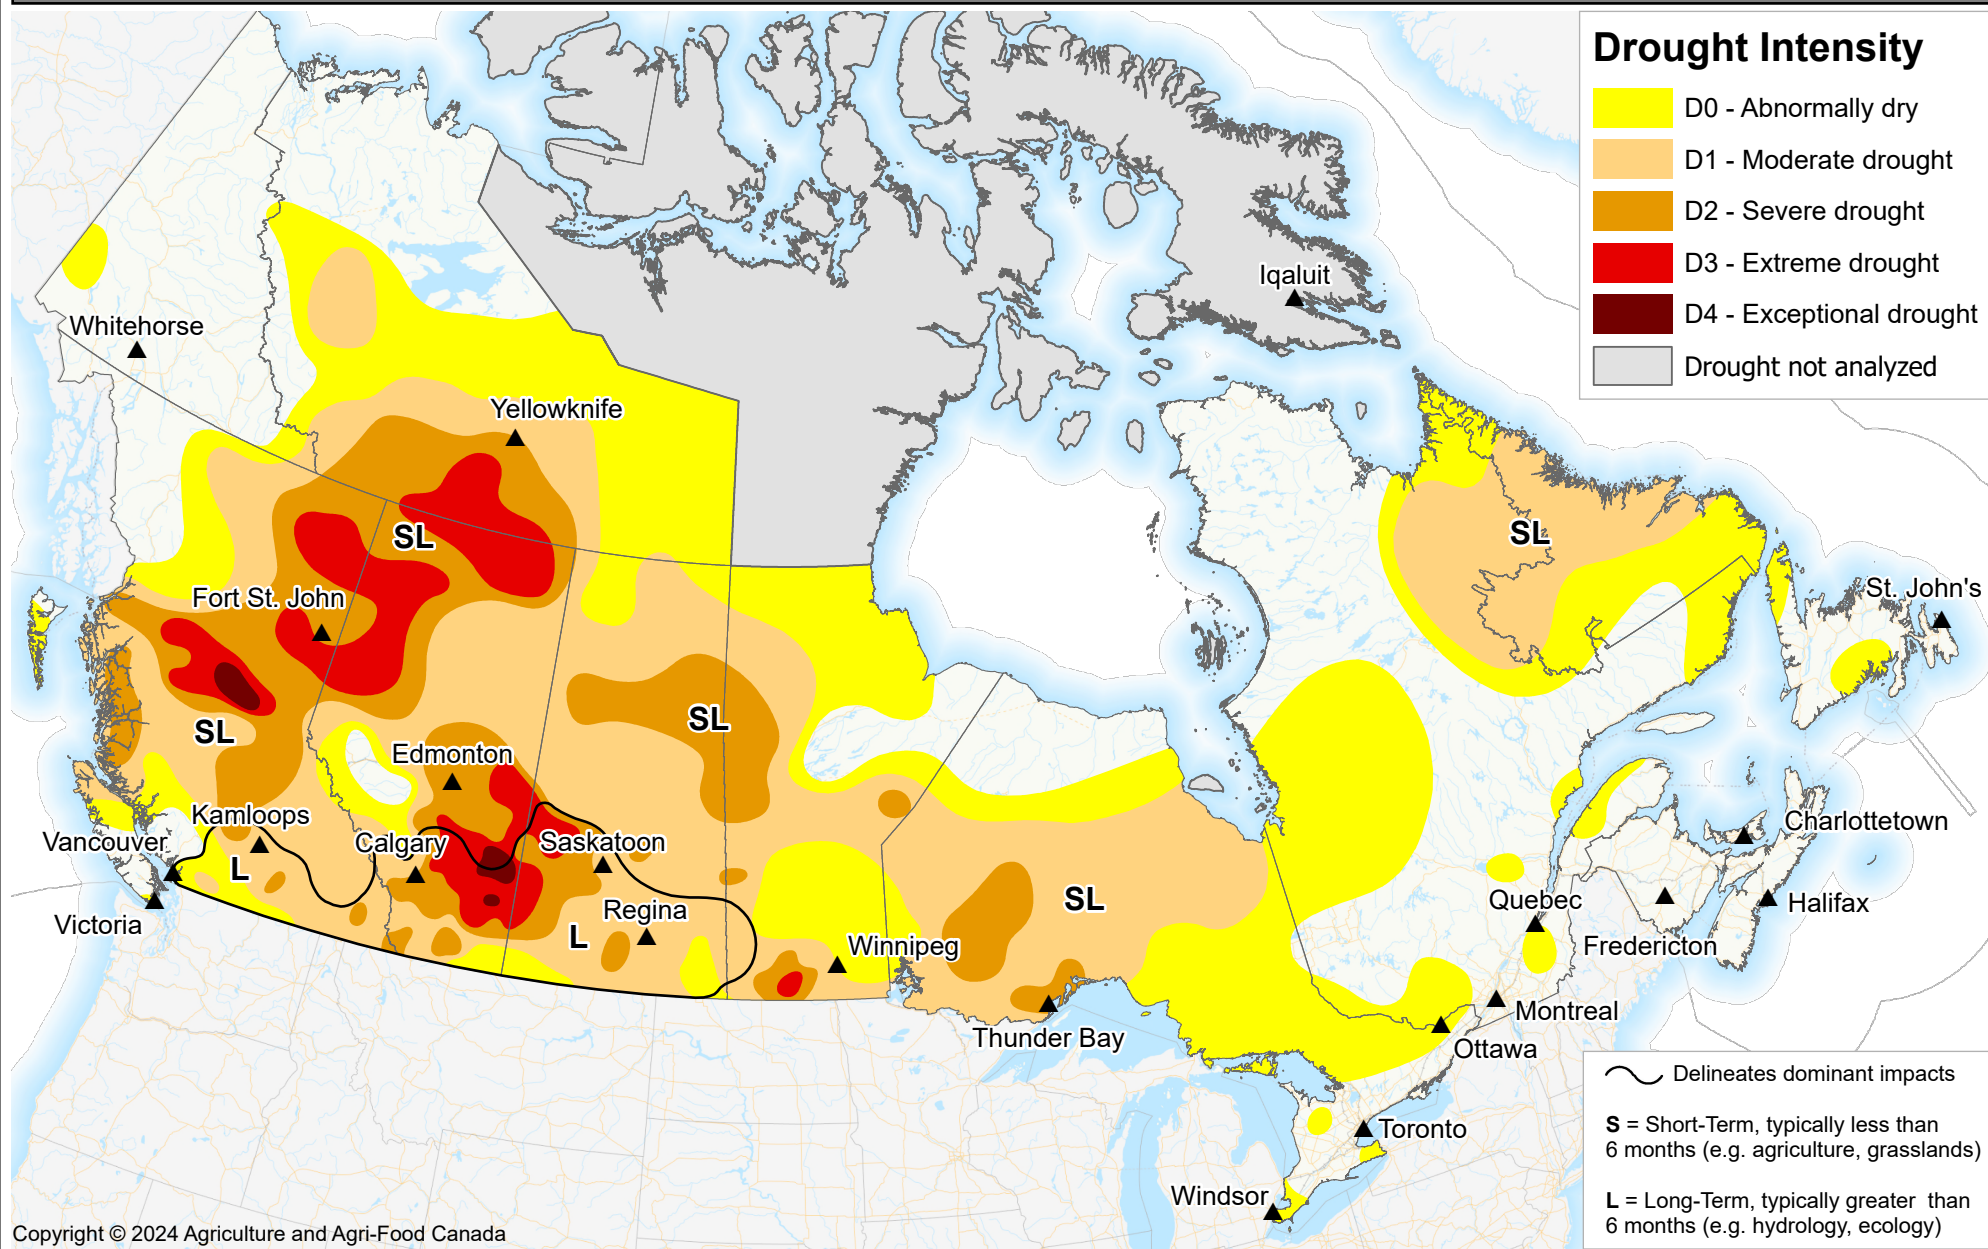 Drought Intensity
D0 - Abnormally dry
D1 - Moderate drought
D2 - Severe drought
D3 - Extreme drought
D4 - Exceptional drought
Drought not analyzed
Iqaluit
Whitehorse
Yellowknife
SL
SL
Fort St. John
St. John's
SL
SL
Edmonton
Kamloops
Vancouver
Calgary
Saskatoon
Charlottetown
L
SL
Quebec
Halifax
Victoria
Regina
L
Winnipeg
Fredericton
Montreal
Thunder Bay
Ottawa
Toronto
Windsor
Delineates dominant impacts
S = Short-Term, typically less than
6 months (e.g. agriculture, grasslands)
L = Long-Term, typically greater than
6 months (e.g. hydrology, ecology)
Copyright © 2024 Agriculture and Agri-Food Canada